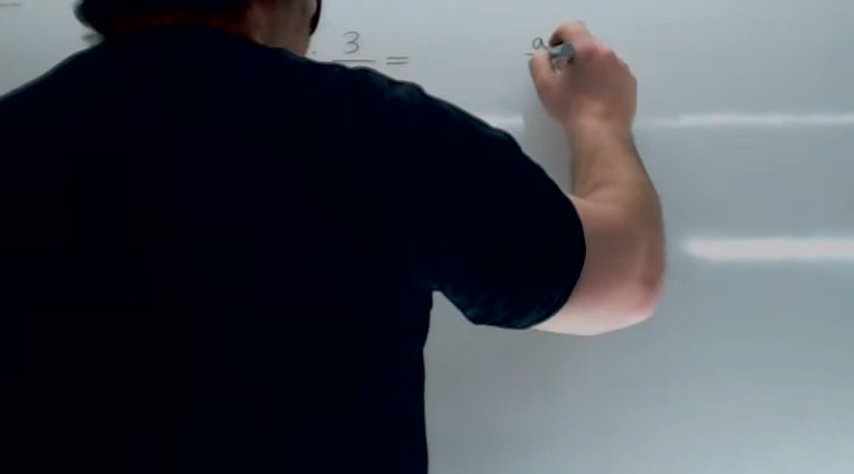 3 = a